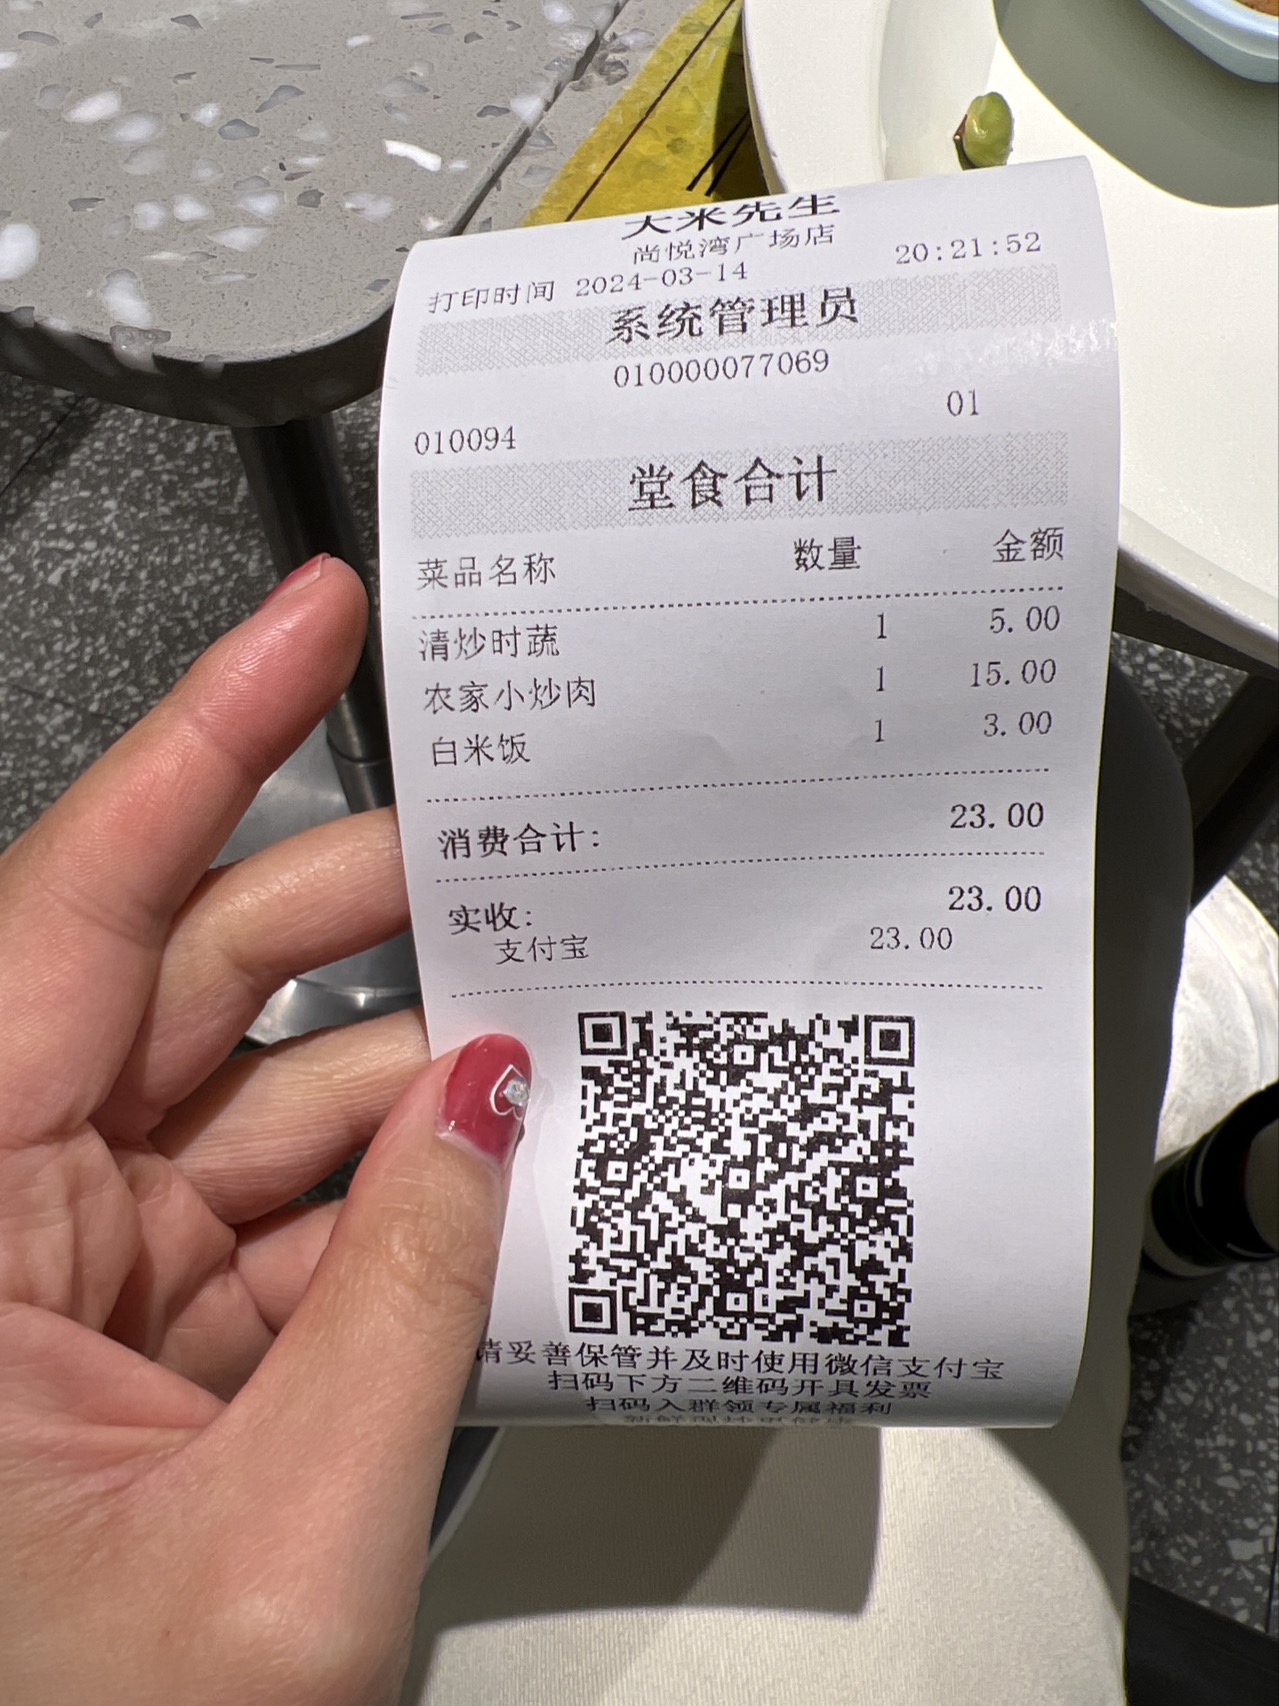 大米先生
尚悦湾广场店
打印时间 2024-03-14 20:21:52
系统管理员
010000077069
010094 01
堂食合计
菜品名称 数量 金额
清炒时蔬 1 5.00
农家小炒肉 1 15.00
白米饭 1 3.00
消费合计: 23.00
实收: 23.00
支付宝 23.00
请妥善保管并及时使用微信支付宝
扫码下方二维码开具发票
扫码入群领专属福利